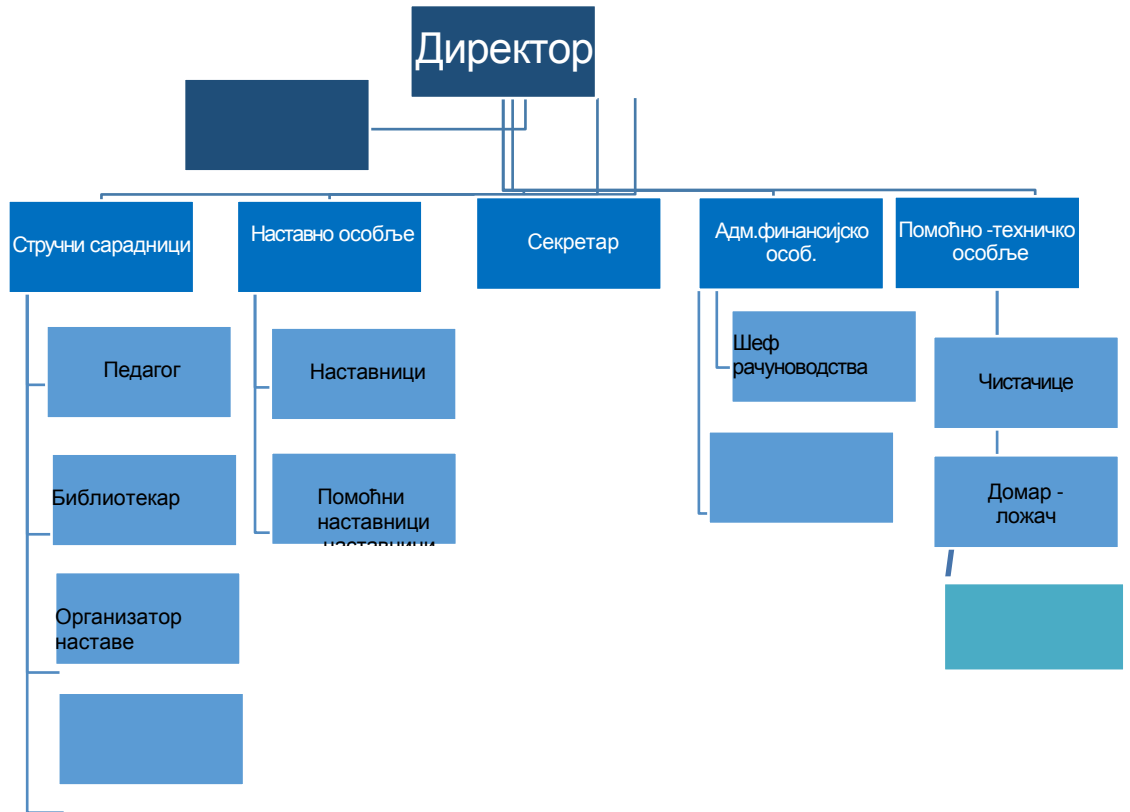 Директор
Стручни сарадници
Наставно особље
Секретар
Адм.финансијско
особ.
Помоћно -техничко
особље
Педагог
Библиотекар
Организатор
наставе
Наставници
Помоћни
наставници
наставници
Шеф
рачуноводства
Чистачице
Домар -
ложач